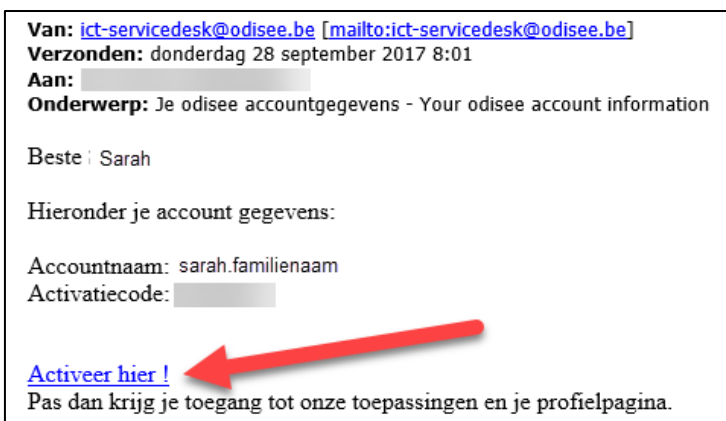 Van: ict-servicedesk@odisee.be [mailto:ict-servicedesk@odisee.be]
Verzonden: donderdag 28 september 2017 8:01
Aan:
Onderwerp: Je odisee accountgegevens - Your odisee account information
Beste Sarah
Hieronder je account gegevens:
Accountnaam: sarah.familienaam
Activatiecode:
Activeer hier !
Pas dan krijg je toegang tot onze toepassingen en je profielpagina.